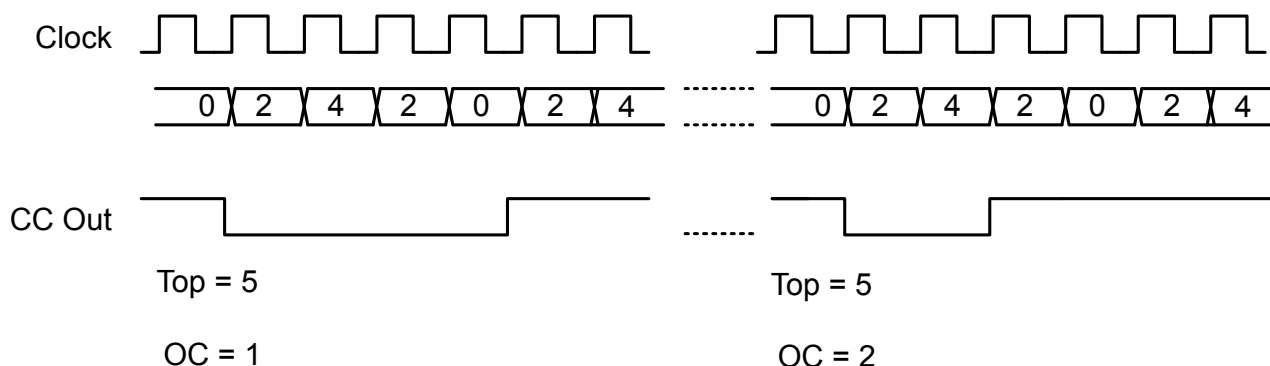 Clock
0 2 4 2 0 2 4 0 2 4 2 0 2 4
CC Out
Top = 5 Top = 5
OC = 1 OC = 2